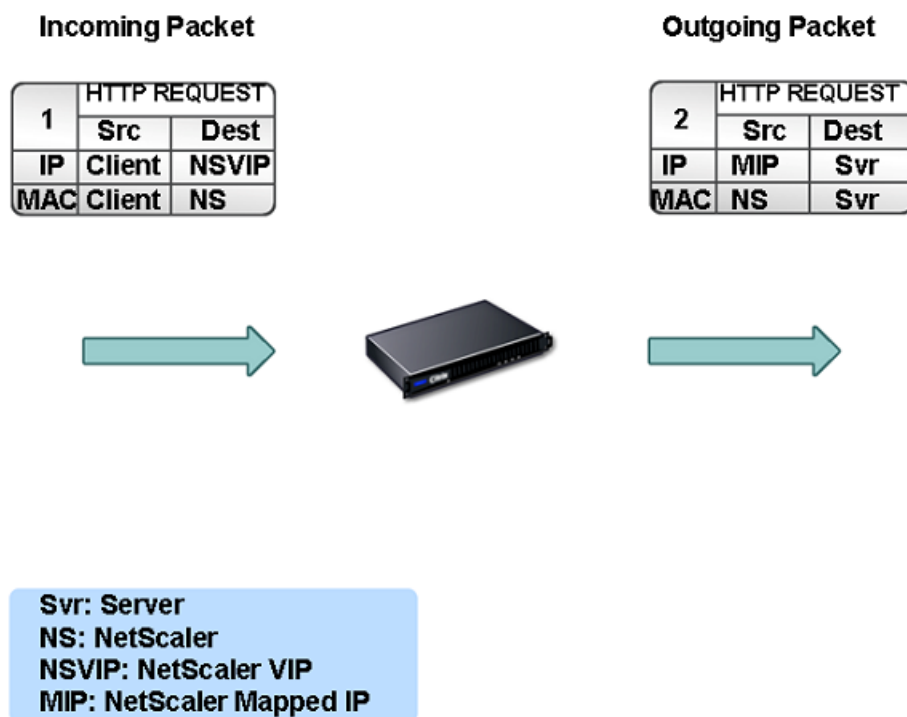 Incoming Packet
Outgoing Packet
1 HTTP REQUEST
Src Dest
IP Client NSVIP
MAC Client NS
2 HTTP REQUEST
Src Dest
IP MIP Svr
MAC NS Svr
Citrix
Svr: Server
NS: NetScaler
NSVIP: NetScaler VIP
MIP: NetScaler Mapped IP